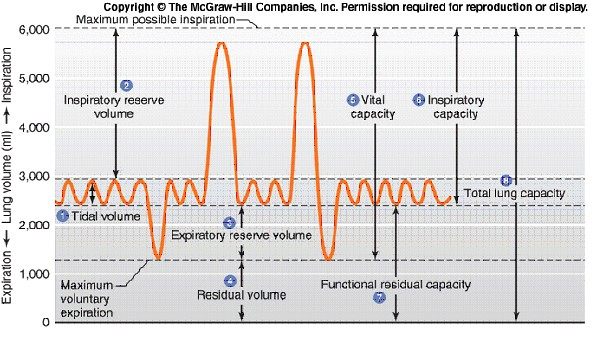 Copyright © The McGraw-Hill Companies, Inc. Permission required for reproduction or display.
Maximum possible inspiration
6,000
5,000
4,000
3,000
2,000
1,000
0
Expiration ← Lung volume (ml) → Inspiration
2
Inspiratory reserve
volume
5 Vital
capacity
6 Inspiratory
capacity
8
Total lung capacity
1 Tidal volume
3
Expiratory reserve volume
Maximum
voluntary
expiration
4
Residual volume
Functional residual capacity
7